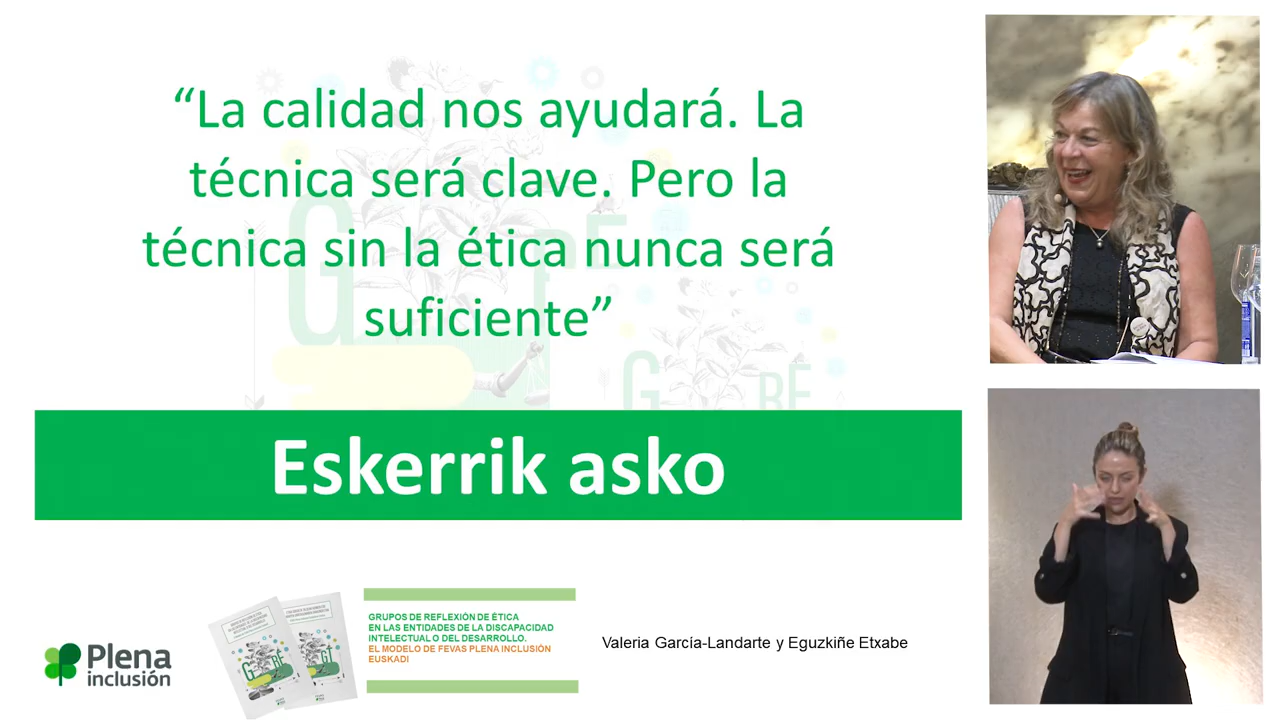 “La calidad nos ayudará. La
técnica será clave. Pero la
técnica sin la ética nunca será
suficiente”
Eskerrik asko
Plena
inclusión
GRUPOS DE REFLEXIÓN DE ÉTICA
EN LAS ENTIDADES DE LA DISCAPACIDAD
INTELECTUAL O DEL DESARROLLO.
EL MODELO DE FEVAS PLENA INCLUSIÓN
EUSKADI
Valeria García-Landarte y Eguzkiñe Etxabe